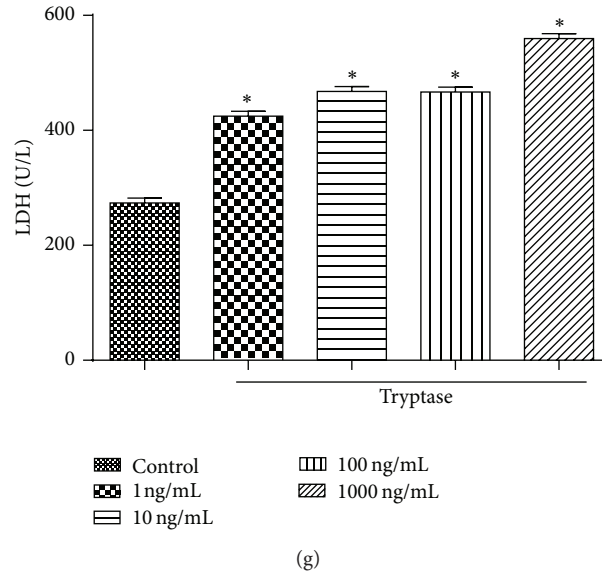 600
400
200
0
LDH (U/L)
*
*
*
*
Tryptase
Control
1 ng/mL
10 ng/mL
100 ng/mL
1000 ng/mL
(g)